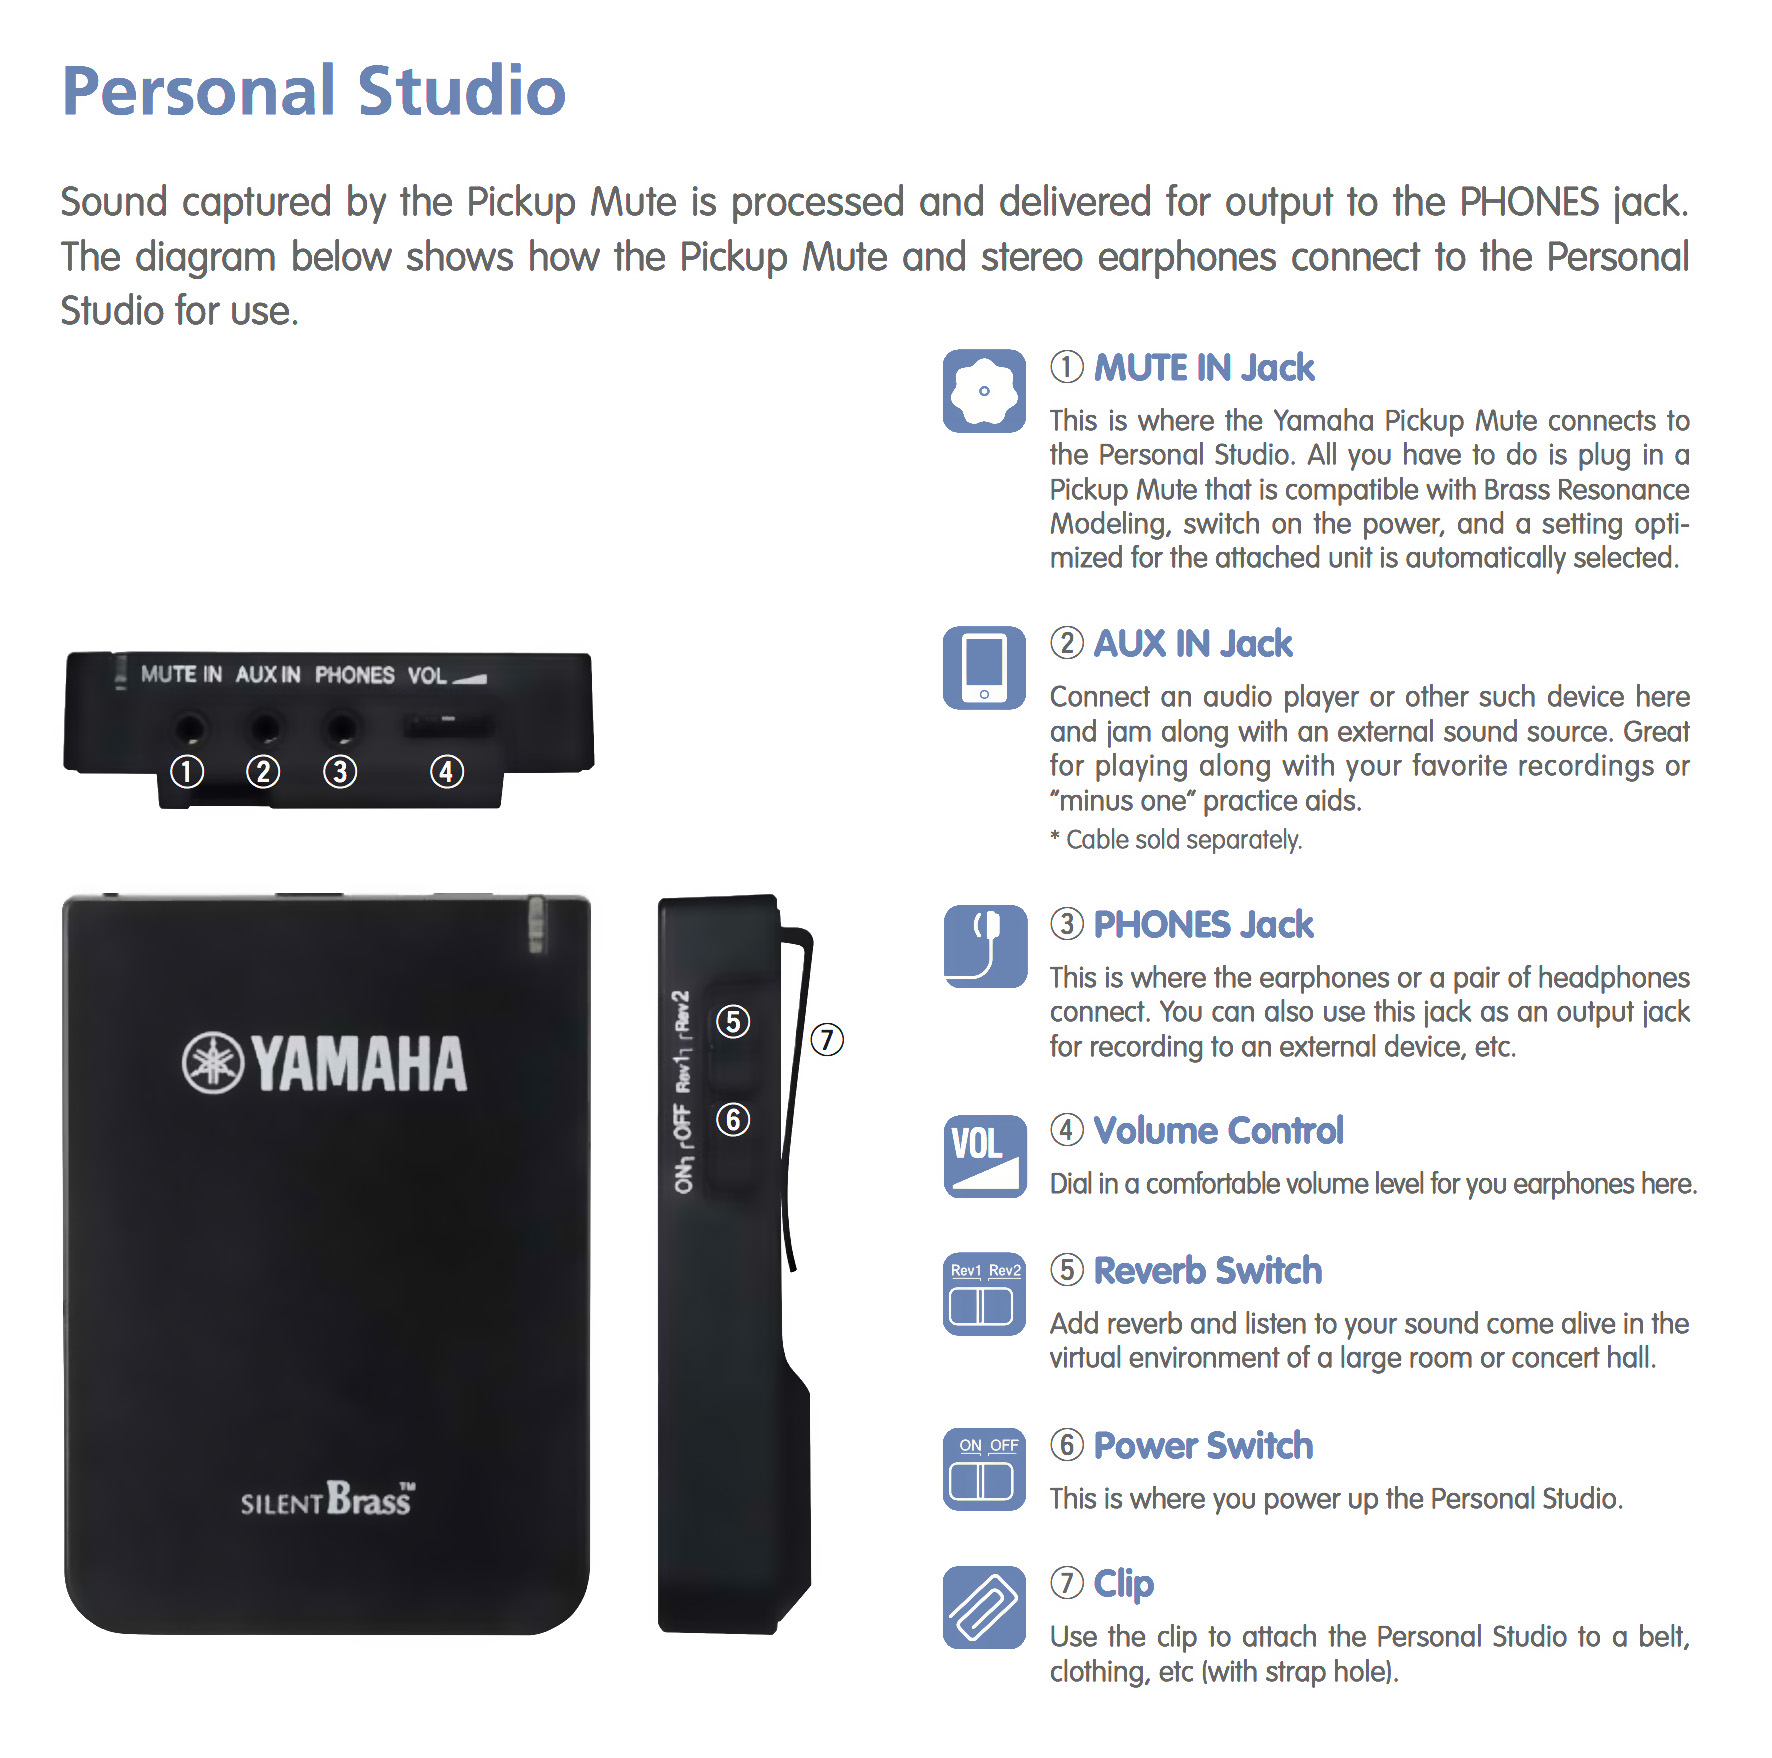 Personal Studio
Sound captured by the Pickup Mute is processed and delivered for output to the PHONES jack.
The diagram below shows how the Pickup Mute and stereo earphones connect to the Personal
Studio for use.
MUTE IN AUX IN PHONES VOL
① ② ③ ④
YAMAHA
SILENT Brass™
Rev1 Rev2
ON OFF
⑤
⑥
⑦
① MUTE IN Jack
This is where the Yamaha Pickup Mute connects to
the Personal Studio. All you have to do is plug in a
Pickup Mute that is compatible with Brass Resonance
Modeling, switch on the power, and a setting opti-
mized for the attached unit is automatically selected.
② AUX IN Jack
Connect an audio player or other such device here
and jam along with an external sound source. Great
for playing along with your favorite recordings or
“minus one” practice aids.
* Cable sold separately.
③ PHONES Jack
This is where the earphones or a pair of headphones
connect. You can also use this jack as an output jack
for recording to an external device, etc.
VOL
④ Volume Control
Dial in a comfortable volume level for you earphones here.
Rev1 Rev2
⑤ Reverb Switch
Add reverb and listen to your sound come alive in the
virtual environment of a large room or concert hall.
ON OFF
⑥ Power Switch
This is where you power up the Personal Studio.
⑦ Clip
Use the clip to attach the Personal Studio to a belt,
clothing, etc (with strap hole).